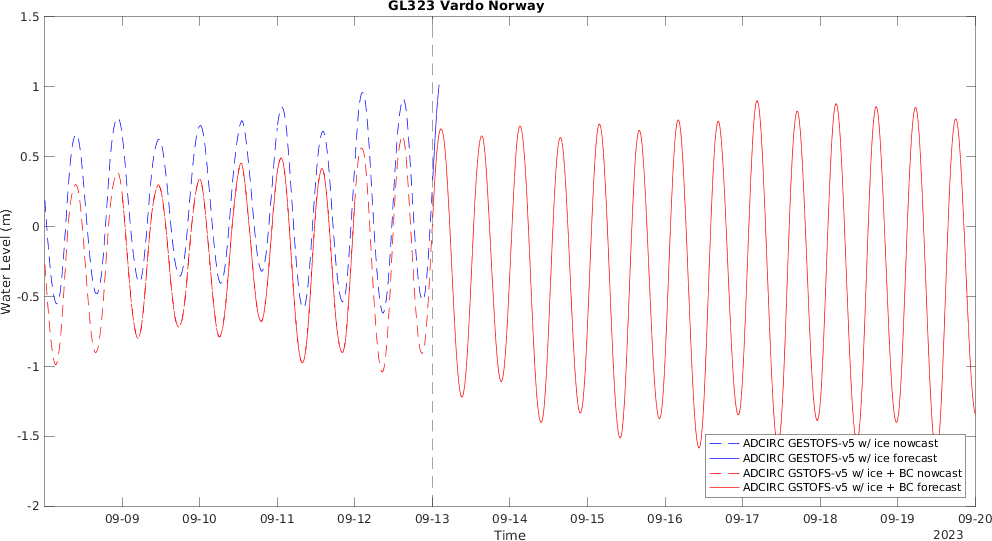 GL323 Vardo Norway
1.5
1
0.5
0
-0.5
-1
-1.5
-2
Water Level (m)
ADCIRC GESTOFS-v5 w/ ice nowcast
ADCIRC GESTOFS-v5 w/ ice forecast
ADCIRC GSTOFS-v5 w/ ice + BC nowcast
ADCIRC GSTOFS-v5 w/ ice + BC forecast
09-09 09-10 09-11 09-12 09-13 09-14 09-15 09-16 09-17 09-18 09-19 09-20
Time
2023